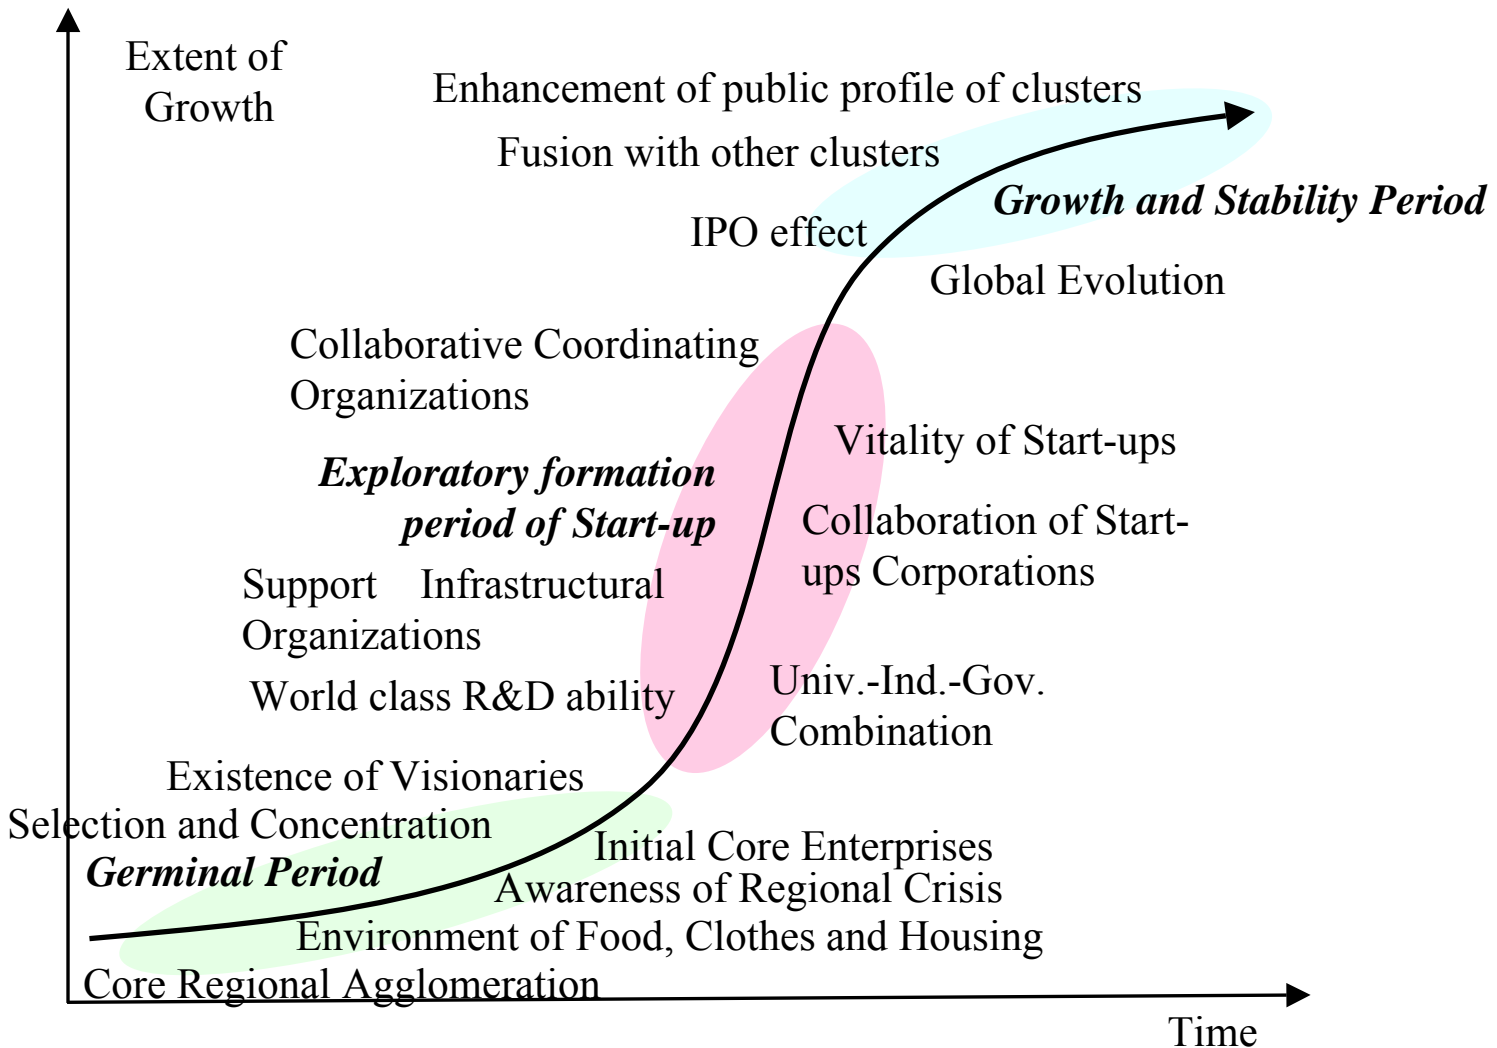 Extent of
Growth
Enhancement of public profile of clusters
Fusion with other clusters
Growth and Stability Period
IPO effect
Global Evolution
Collaborative Coordinating
Organizations
Vitality of Start-ups
Exploratory formation
period of Start-up
Collaboration of Start-
ups Corporations
Support Infrastructural
Organizations
World class R&D ability
Univ.-Ind.-Gov.
Combination
Existence of Visionaries
Selection and Concentration
Germinal Period
Initial Core Enterprises
Awareness of Regional Crisis
Environment of Food, Clothes and Housing
Core Regional Agglomeration
Time